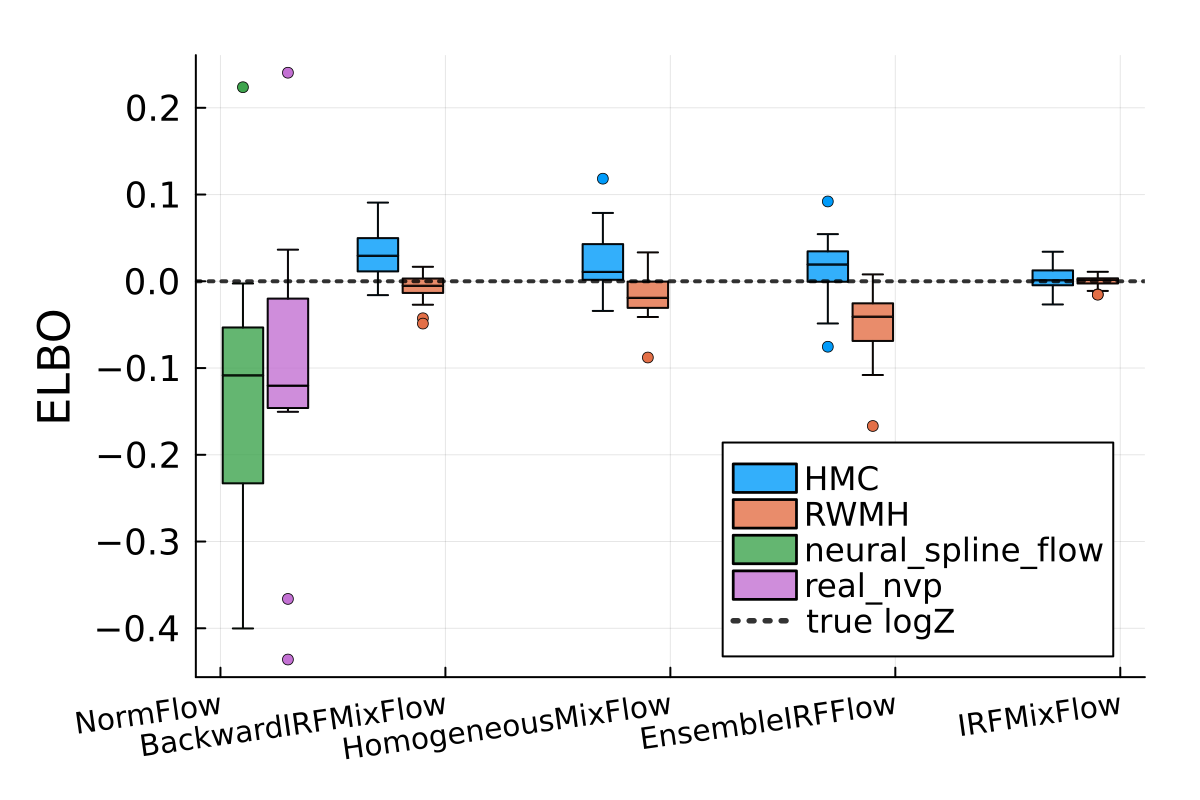 0.2
0.1
0.0
−0.1
−0.2
−0.3
−0.4
ELBO
HMC
RWMH
neural_spline_flow
real_nvp
true logZ
NormFlow
BackwardIRFMixFlow
HomogeneousMixFlow
EnsembleIRFFlow
IRFMixFlow